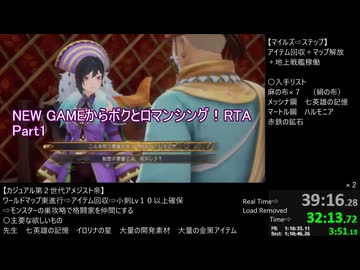 【マイルズ⇨ステップ】
アイテム回収+マップ解放
+地上戦艦稼働
〇入手リスト
麻の布×7 (絹の布)
メッシナ鋼 七英雄の記憶
マートル鋼 ハルモニア
赤鉄の鉱石
NEW GAMEからボクとロマンシング!RTA
Part1
×2
【カジュアル第2世代アメジスト帝】
ワールドマップ東進行⇨アイテム回収⇨小剣Lv10以上確保
⇨モンスターの巣攻略で格闘家を仲間にする
〇主要な欲しいもの
先生 七英雄の記憶 イロリナの星 大量の開発素材 大量の金策アイテム
Real Time⇨ 39:16.28
Load Removed Time⇨ 32:13.72
PB: 1:16:33.11
Best: 1:10:46.26
3:51.13